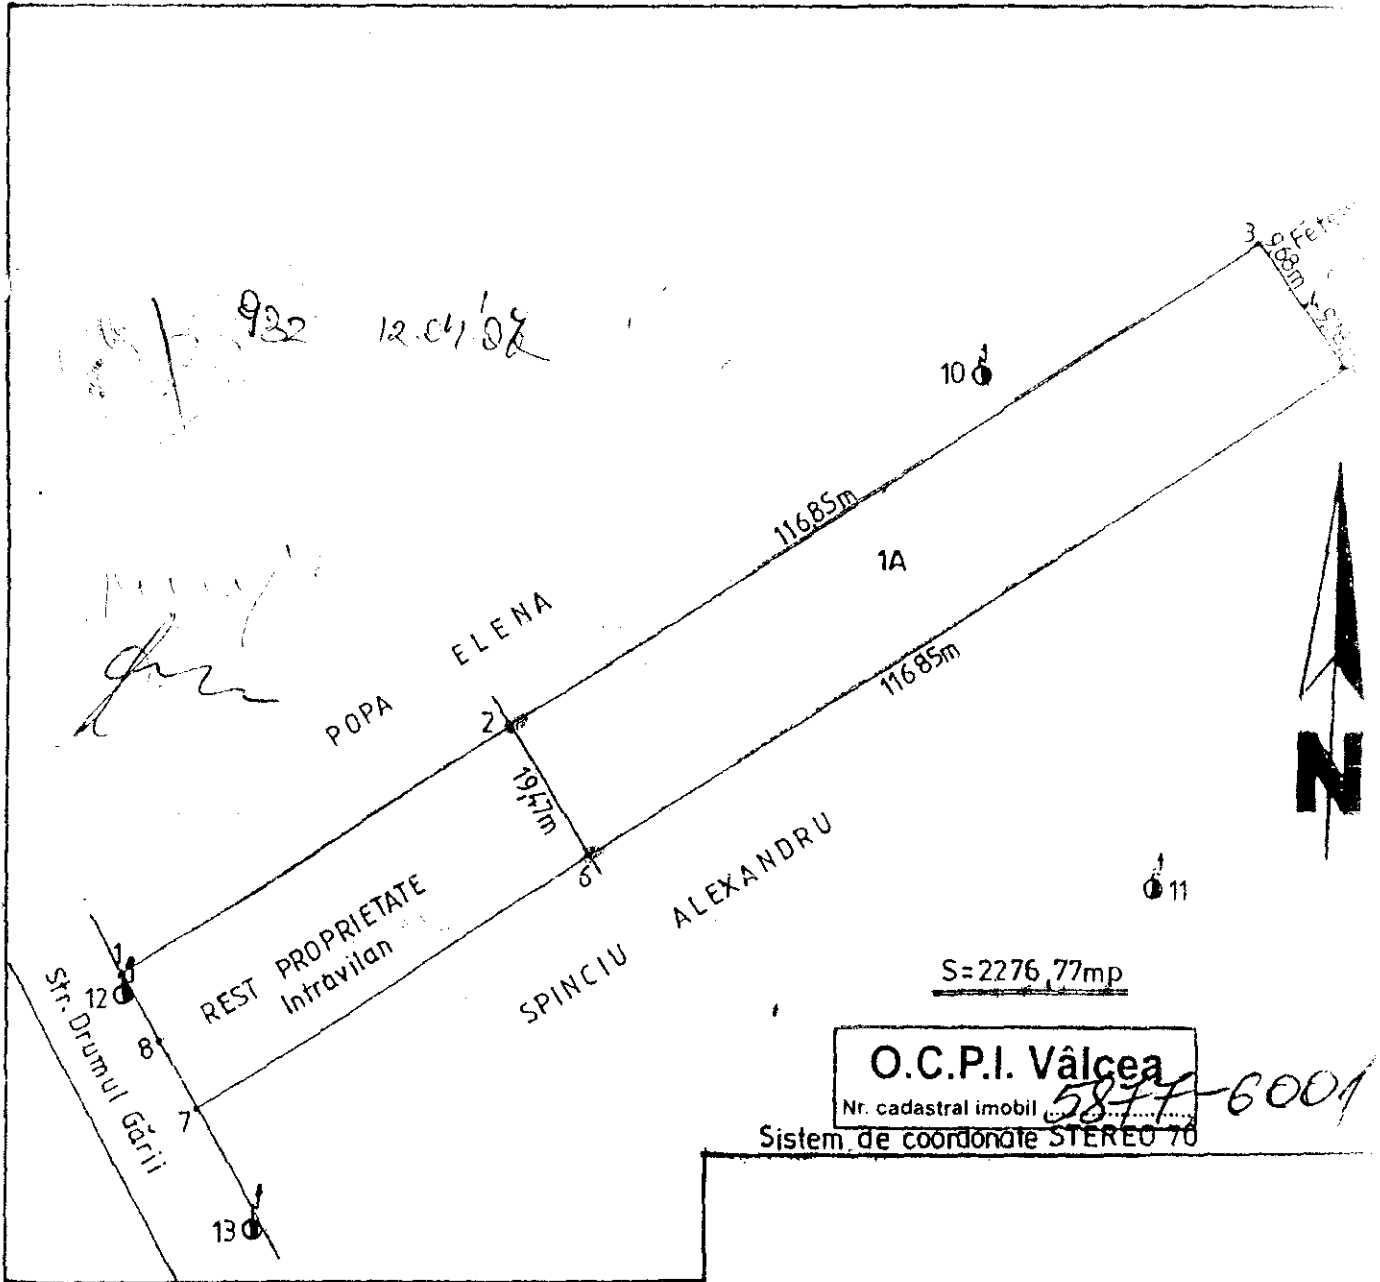 3
9,68m
932 12.04'07
10
116,85m
1A
POPA ELENA
116 85m
2
19,47m
6
N
SPINCIU ALEXANDRU
11
REST PROPRIETATE
Intravilan
1
12
8
7
13
Str. Drumul Gării
S=2276,77mp
O.C.P.I. Vâlcea
Nr. cadastral imobil 5877-6001
Sistem de coordonate STEREO 70